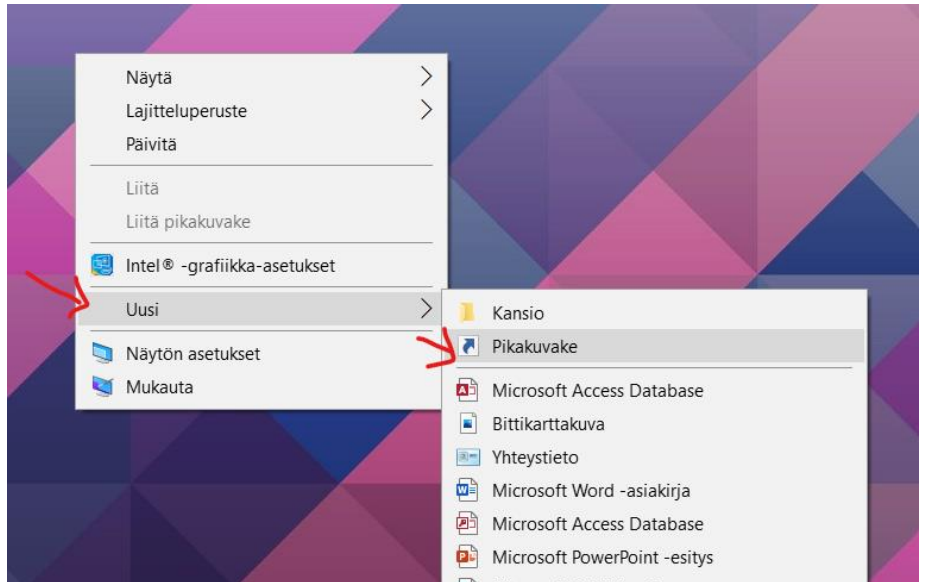 Näytä
Lajitteluperuste
Päivitä
Liitä
Liitä pikakuvake
Intel® -grafiikka-asetukset
Uusi
Näytön asetukset
Mukauta
Kansio
Pikakuvake
Microsoft Access Database
Bittikarttakuva
Yhteystieto
Microsoft Word -asiakirja
Microsoft Access Database
Microsoft PowerPoint -esitys